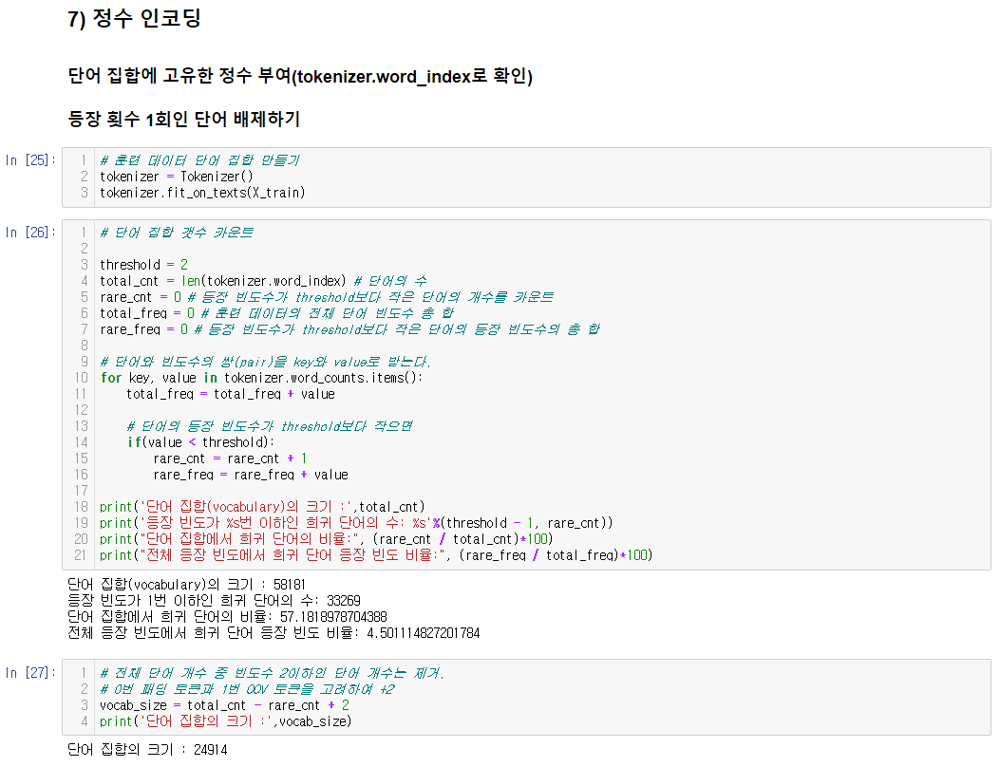 7) 정수 인코딩
단어 집합에 고유한 정수 부여(tokenizer.word_index로 확인)
등장 횟수 1회인 단어 배제하기
In [25]:
1 # 훈련 데이터 단어 집합 만들기
2 tokenizer = Tokenizer()
3 tokenizer.fit_on_texts(X_train)
In [26]:
1 # 단어 집합 갯수 카운트
2
3 threshold = 2
4 total_cnt = len(tokenizer.word_index) # 단어의 수
5 rare_cnt = 0 # 등장 빈도수가 threshold보다 작은 단어의 개수를 카운트
6 total_freq = 0 # 훈련 데이터의 전체 단어 빈도수 총 합
7 rare_freq = 0 # 등장 빈도수가 threshold보다 작은 단어의 등장 빈도수의 총 합
8
9 # 단어와 빈도수의 쌍(pair)을 key와 value로 받는다.
10 for key, value in tokenizer.word_counts.items():
11 total_freq = total_freq + value
12
13 # 단어의 등장 빈도수가 threshold보다 작으면
14 if(value < threshold):
15 rare_cnt = rare_cnt + 1
16 rare_freq = rare_freq + value
17
18 print('단어 집합(vocabulary)의 크기 :',total_cnt)
19 print('등장 빈도가 %s번 이하인 희귀 단어의 수: %s'%(threshold - 1, rare_cnt))
20 print("단어 집합에서 희귀 단어의 비율:", (rare_cnt / total_cnt)*100)
21 print("전체 등장 빈도에서 희귀 단어 등장 빈도 비율:", (rare_freq / total_freq)*100)
단어 집합(vocabulary)의 크기 : 58181
등장 빈도가 1번 이하인 희귀 단어의 수: 33269
단어 집합에서 희귀 단어의 비율: 57.1818978704388
전체 등장 빈도에서 희귀 단어 등장 빈도 비율: 4.501114827201784
In [27]:
1 # 전체 단어 개수 중 빈도수 2이하인 단어 개수는 제거.
2 # 0번 패딩 토큰과 1번 OOV 토큰을 고려하여 +2
3 vocab_size = total_cnt - rare_cnt + 2
4 print('단어 집합의 크기 :',vocab_size)
단어 집합의 크기 : 24914